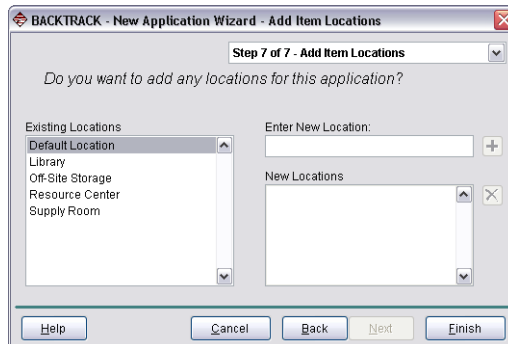 BACKTRACK - New Application Wizard - Add Item Locations
Step 7 of 7 - Add Item Locations
Do you want to add any locations for this application?
Existing Locations
Default Location
Library
Off-Site Storage
Resource Center
Supply Room
Enter New Location:
New Locations
Help Cancel Back Next Finish